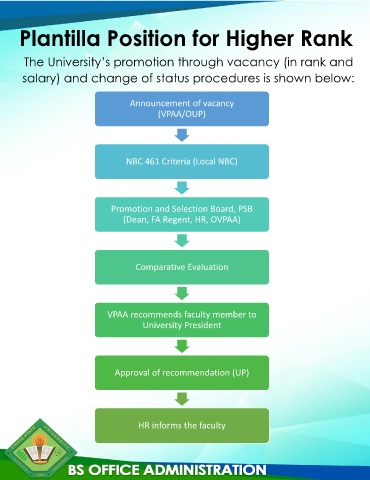 Plantilla Position for Higher Rank
The University's promotion through vacancy (in rank and
salary) and change of status procedures is shown below:
Announcement of vacancy
(VPAA/OUP)
NBC 461 Criteria (Local NBC)
Promotion and Selection Board, PSB
(Dean, FA Regent, HR, OVPAA)
Comparative Evaluation
VPAA recommends faculty member to
University President
Approval of recommendation (UP)
HR informs the faculty
BS OFFICE ADMINISTRATION